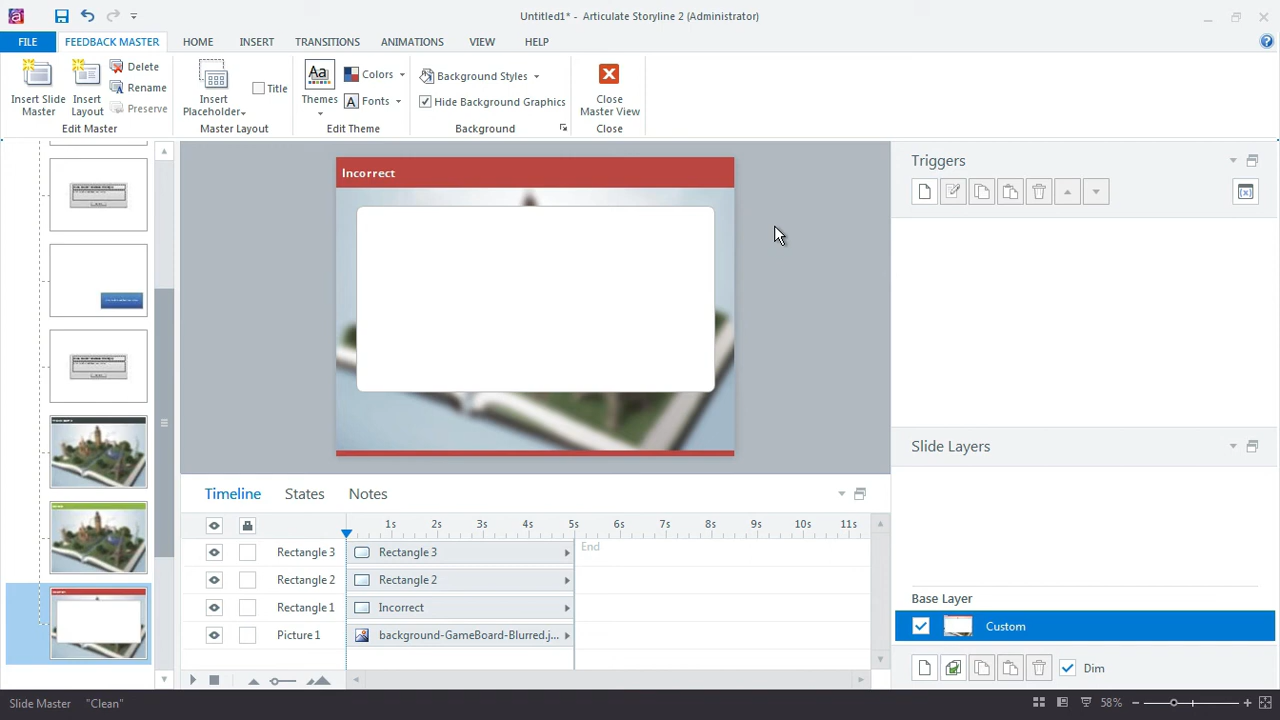 Untitled1* - Articulate Storyline 2 (Administrator)
FILE FEEDBACK MASTER HOME INSERT TRANSITIONS ANIMATIONS VIEW HELP
Insert Slide Master
Insert Layout
Delete
Rename
Preserve
Edit Master
Insert Placeholder
Title
Master Layout
Themes
Colors
Fonts
Edit Theme
Background Styles
Hide Background Graphics
Background
Close Master View
Close
Incorrect
Triggers
Timeline States Notes
1s 2s 3s 4s 5s 6s 7s 8s 9s 10s 11s
End
Rectangle 3 Rectangle 3
Rectangle 2 Rectangle 2
Rectangle 1 Incorrect
Picture 1 background-GameBoard-Blurred.j...
Slide Layers
Base Layer
Custom
Dim
Slide Master "Clean" 58%